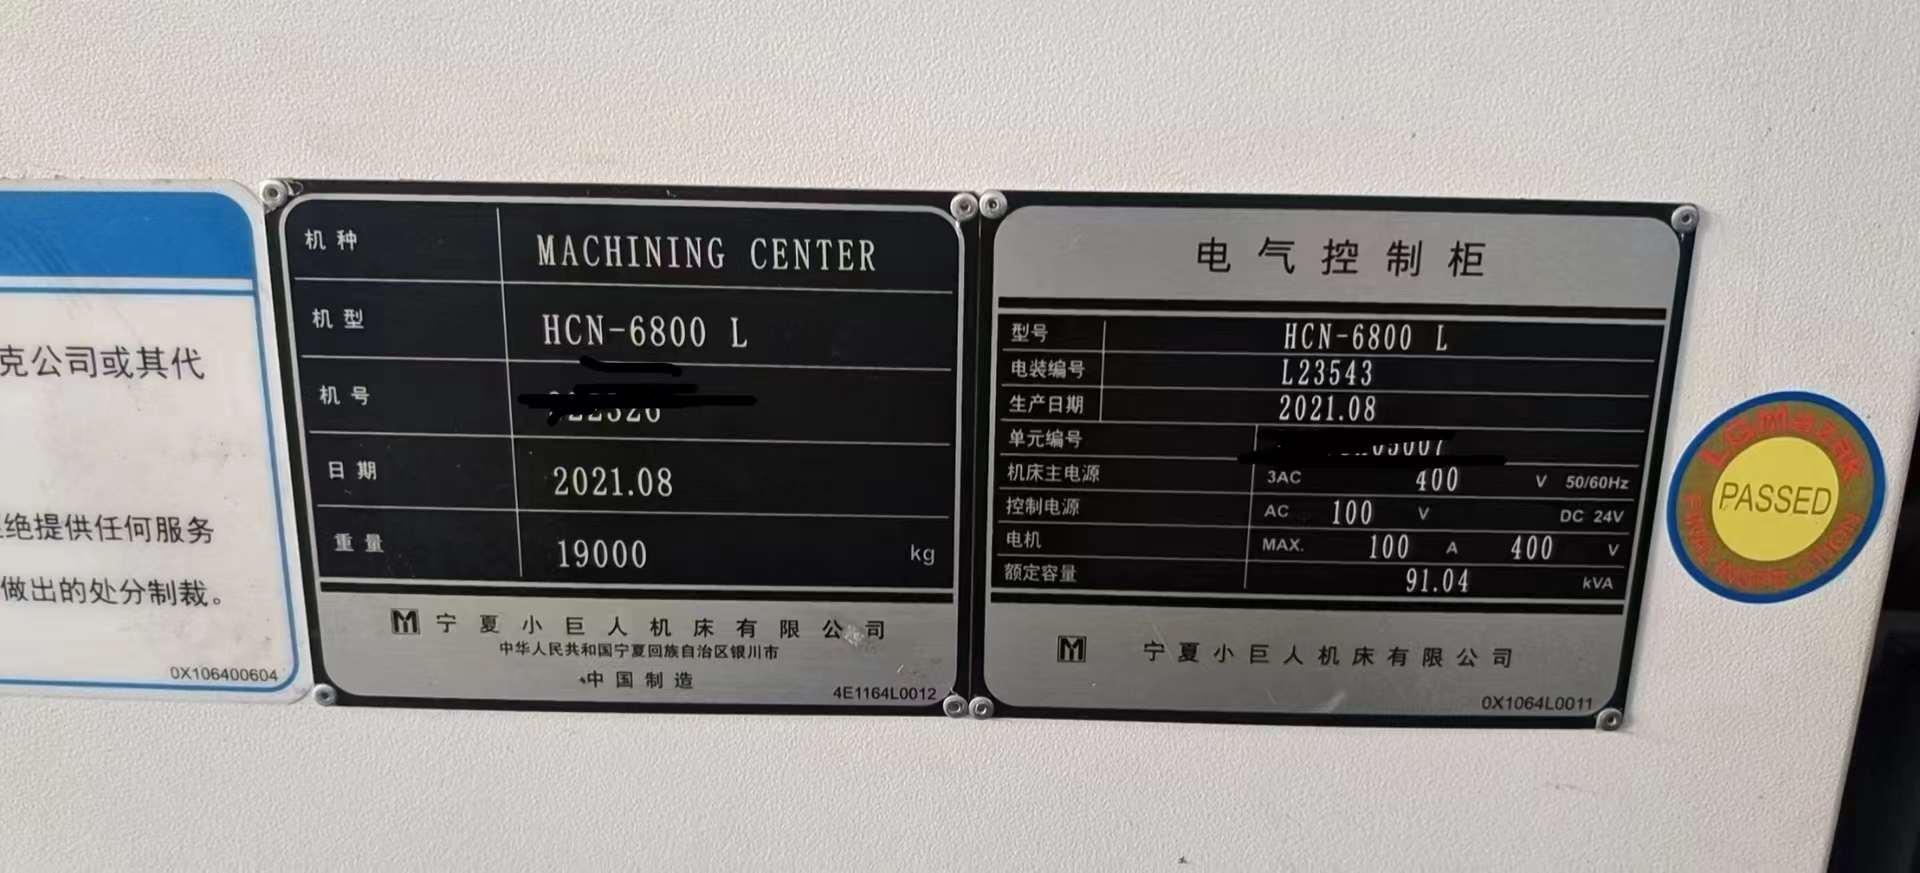 克公司或其代
绝提供任何服务
做出的处分制裁。
0X106400604
机种 MACHINING CENTER
机型 HCN-6800 L
机号
日期 2021.08
重量 19000 kg
宁夏小巨人机床有限公司
中华人民共和国宁夏回族自治区银川市
中国制造
4E1164L0012
电气控制柜
型号 HCN-6800 L
电装编号 L23543
生产日期 2021.08
单元编号
机床主电源 3AC 400 V 50/60Hz
控制电源 AC 100 V DC 24V
电机 MAX. 100 A 400 V
额定容量 91.04 kVA
宁夏小巨人机床有限公司
0X1064L0011
PASSED